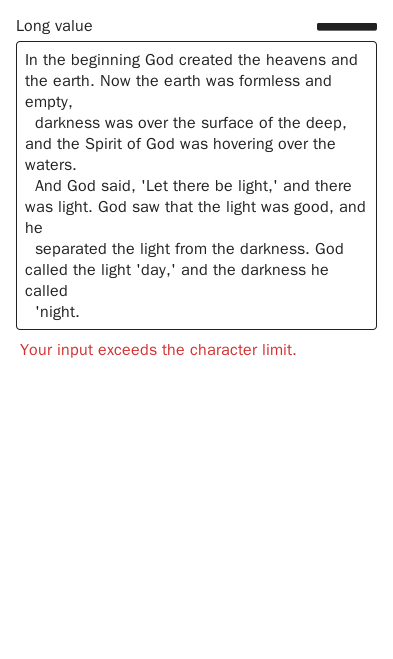 Long value
In the beginning God created the heavens and
the earth. Now the earth was formless and
empty,
darkness was over the surface of the deep,
and the Spirit of God was hovering over the
waters.
And God said, 'Let there be light,' and there
was light. God saw that the light was good, and
he
separated the light from the darkness. God
called the light 'day,' and the darkness he
called
'night.
Your input exceeds the character limit.